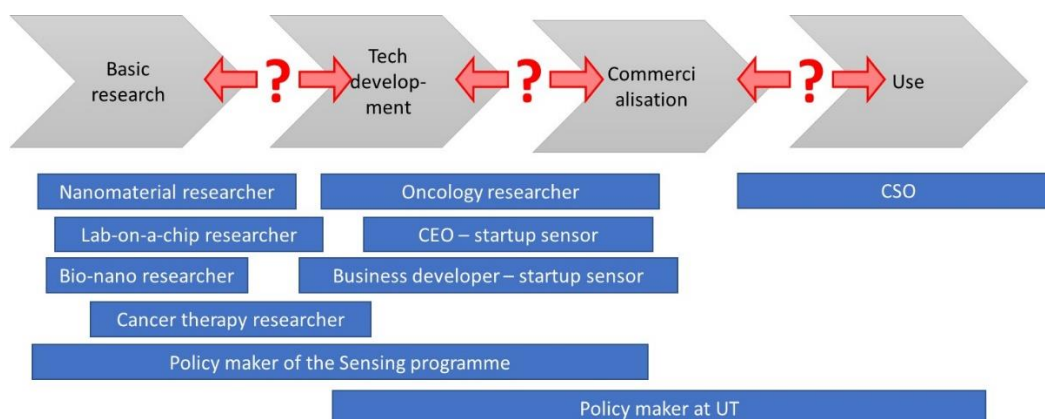 Basic
research
?
Tech
develop-
ment
?
Commerci
alisation
?
Use
Nanomaterial researcher
Oncology researcher
CSO
Lab-on-a-chip researcher
CEO – startup sensor
Bio-nano researcher
Business developer – startup sensor
Cancer therapy researcher
Policy maker of the Sensing programme
Policy maker at UT